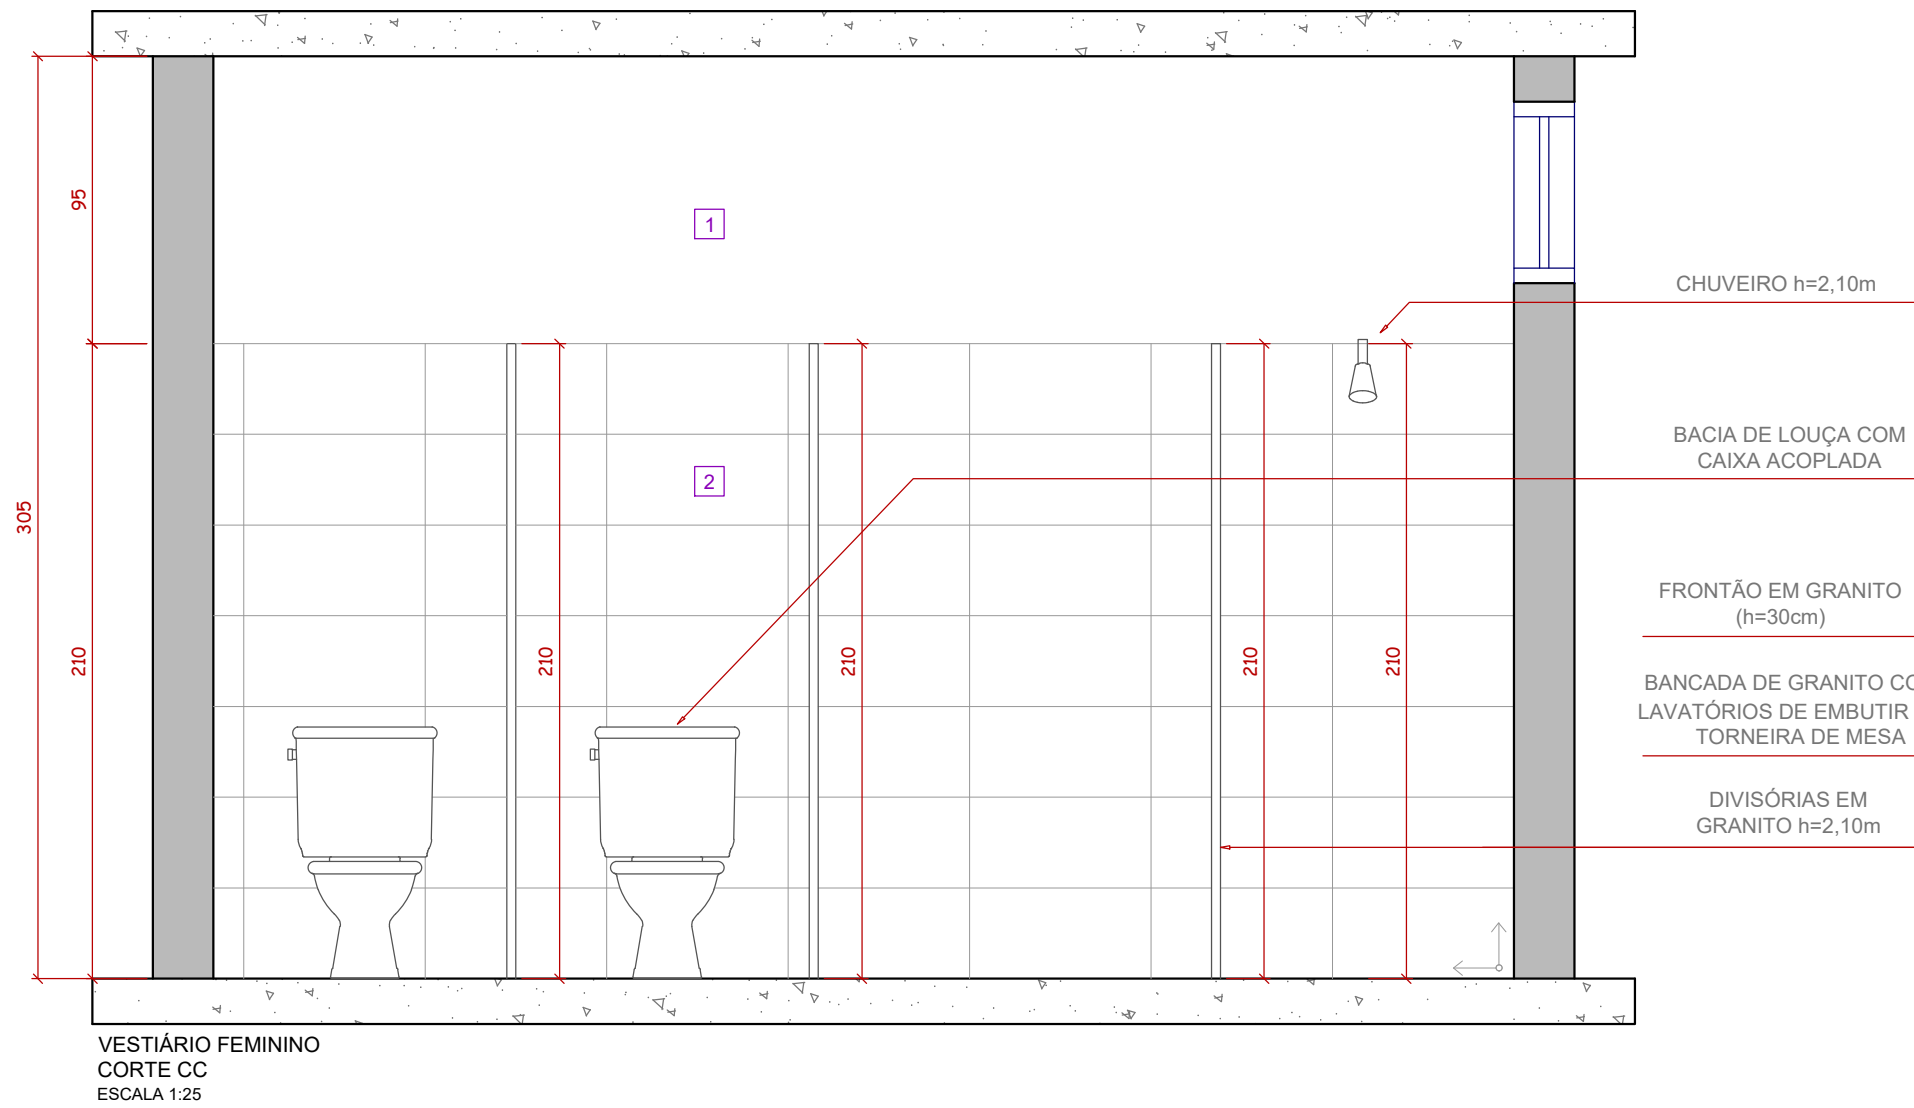 95
1
CHUVEIRO h=2,10m
BACIA DE LOUÇA COM
CAIXA ACOPLADA
2
305
FRONTÃO EM GRANITO
(h=30cm)
210
210
210
210
210
BANCADA DE GRANITO
LAVATÓRIOS DE EMBUTIR
TORNEIRA DE MESA
DIVISÓRIAS EM
GRANITO h=2,10m
VESTIÁRIO FEMININO
CORTE CC
ESCALA 1:25